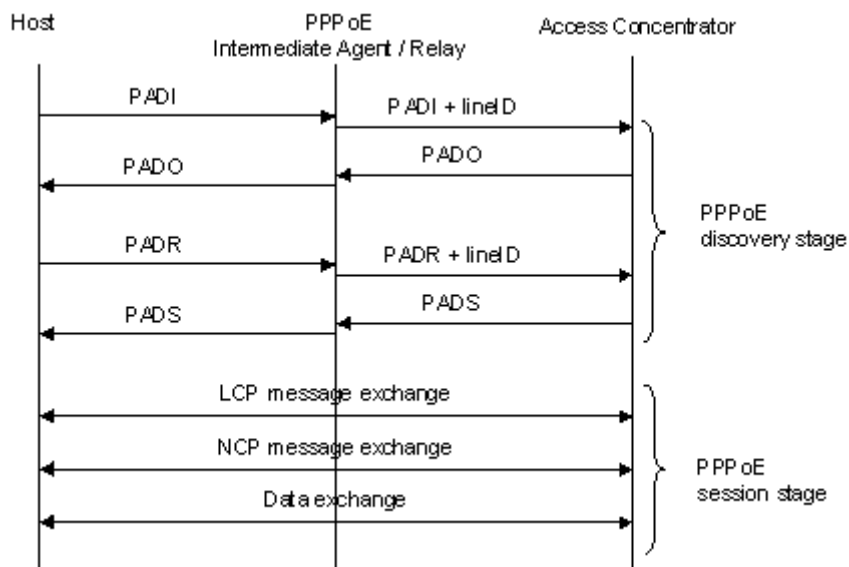 Host
PPPoE
Intermediate Agent / Relay
Access Concentrator
PADI
PADI + lineID
PADO
PADO
PADR
PADR + lineID
PADS
PADS
PPPoE
discovery stage
LCP message exchange
NCP message exchange
Data exchange
PPPoE
session stage